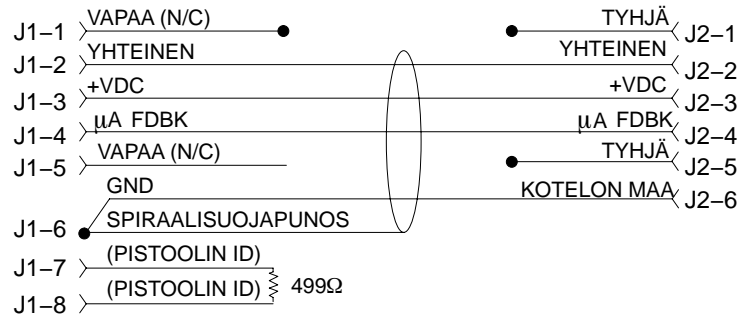 J1–1 VAPAA (N/C) TYHJÄ J2–1
J1–2 YHTEINEN YHTEINEN J2–2
J1–3 +VDC +VDC J2–3
J1–4 µA FDBK µA FDBK J2–4
J1–5 VAPAA (N/C) TYHJÄ J2–5
GND KOTELON MAA J2–6
J1–6 SPIRAALISUOJAPUNOS
J1–7 (PISTOOLIN ID)
499Ω
J1–8 (PISTOOLIN ID)